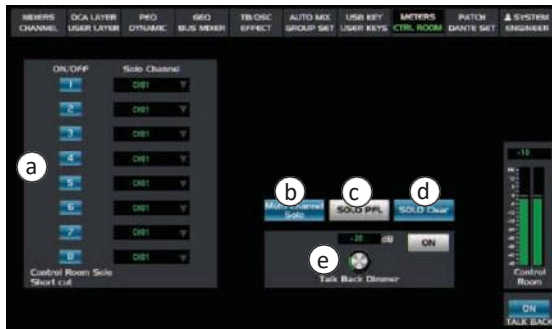 MIXERS DCA LAYER PEQ GEQ TB/OSC AUTO MIX USB KEY METERS PATCH SYSTEM
CHANNEL USER LAYER DYNAMIC BUS MIXER EFFECT GROUP SET USER KEYS CTRL ROOM DANTE SET ENGINEER
ON/OFF Solo Channel
1 CH01
2 CH01
3 CH01
4 CH01
5 CH01
6 CH01
7 CH01
8 CH01
Control Room Solo
Short cut
a
b
c
d
Multi Channel
Solo
SOLO PFL
SOLO Clear
e
-20 dB ON
Talk Back Dimmer
-10
Control
Room
ON
TALK BACK